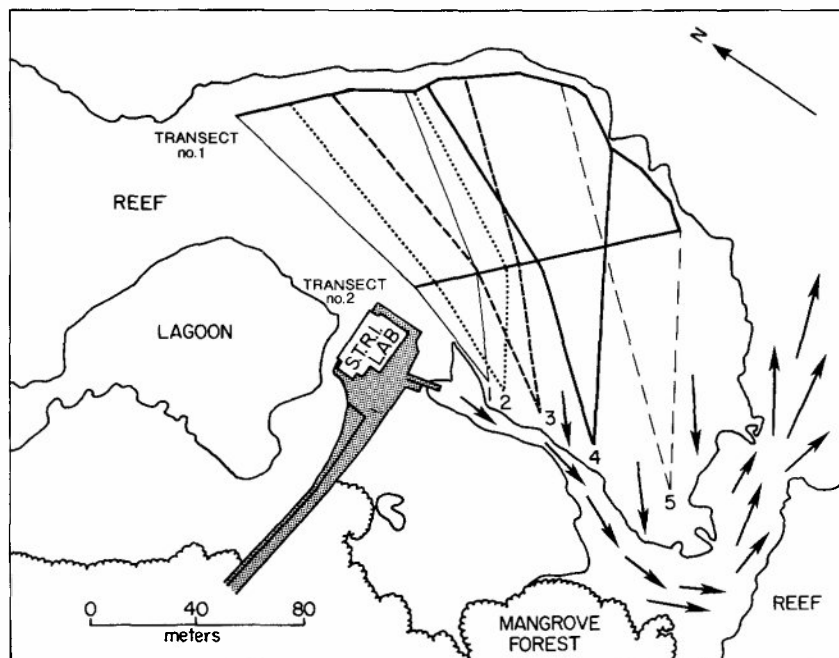 N
TRANSECT
no.1
REEF
TRANSECT
no.2
LAGOON
S.T.R.I.
LAB
1
2
3
4
5
0 40 80
meters
MANGROVE
FOREST
REEF